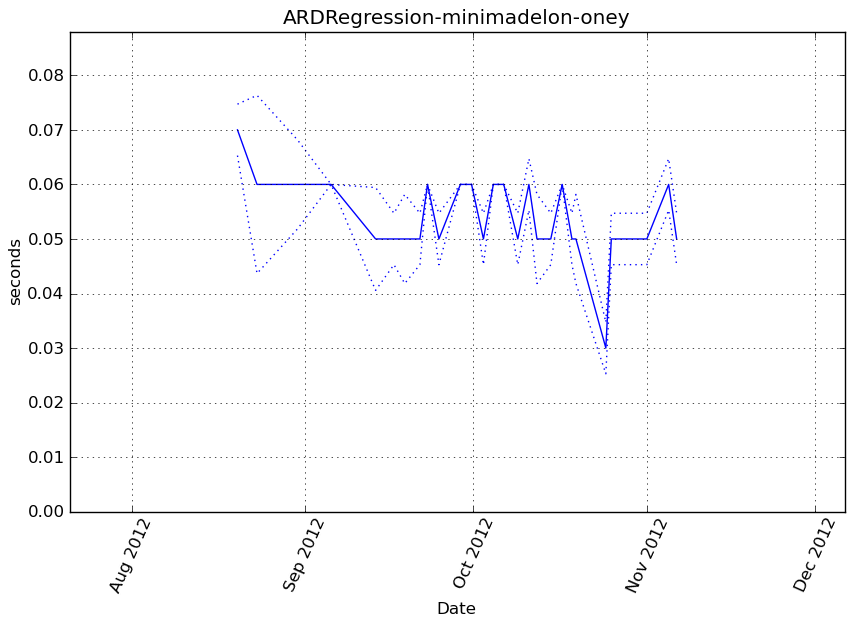 ARDRegression-minimadelon-oney
0.08
0.07
0.06
0.05
0.04
0.03
0.02
0.01
0.00
seconds
Aug 2012
Sep 2012
Oct 2012
Nov 2012
Dec 2012
Date